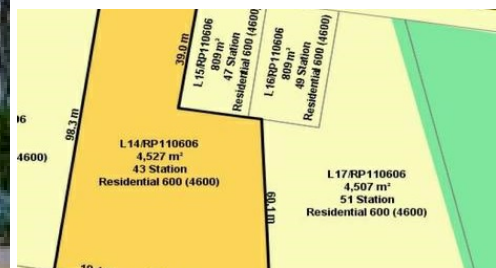 39.0 m
L15/RP110606
809 m²
47 Station
Residential 600 (4600)
L16/RP110606
809 m²
49 Station
Residential 600 (4600)
98.3 m
4600)
L14/RP110606
4,527 m²
43 Station
Residential 600 (4600)
60.1 m
L17/RP110606
4,507 m²
51 Station
Residential 600 (4600)